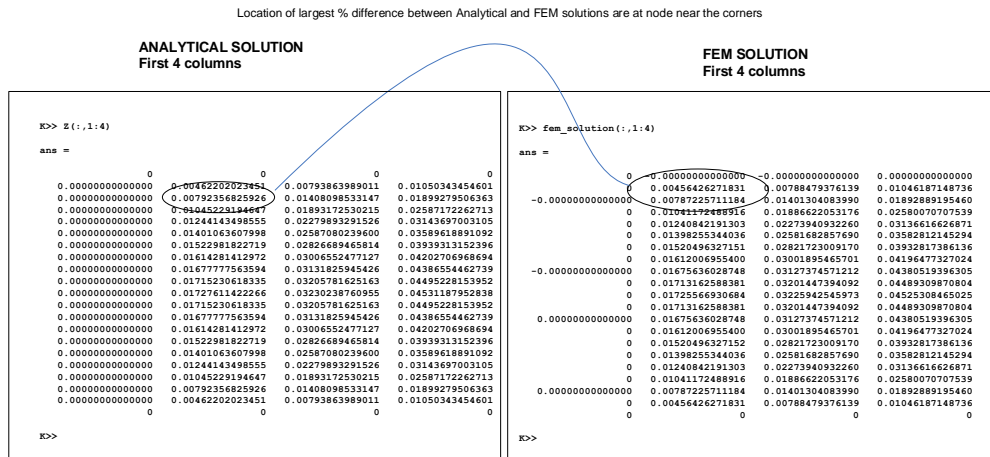 Location of largest % difference between Analytical and FEM solutions are at node near the corners
ANALYTICAL SOLUTION
First 4 columns
K>> Z(:,1:4)
ans =
0 0 0 0
0.00000000000000 0.00462202023451 0.00793863989011 0.01050343454601
0.00000000000000 0.00792356825926 0.01408098533147 0.01899279506363
0.00000000000000 0.01045229194647 0.01893172530215 0.02587172262713
0.00000000000000 0.01244143498555 0.02279893291526 0.03143697003105
0.00000000000000 0.01401063607998 0.02587080239600 0.03589618891092
0.00000000000000 0.01522981822719 0.02826689465814 0.03939313152396
0.00000000000000 0.01614281412972 0.03006552477127 0.04202706968694
0.00000000000000 0.01677777563594 0.03131825945426 0.04386554462739
0.00000000000000 0.01715230618335 0.03205781625163 0.04495228153952
0.00000000000000 0.01727611422266 0.03230238760955 0.04531187952838
0.00000000000000 0.01715230618335 0.03205781625163 0.04495228153952
0.00000000000000 0.01677777563594 0.03131825945426 0.04386554462739
0.00000000000000 0.01614281412972 0.03006552477127 0.04202706968694
0.00000000000000 0.01522981822719 0.02826689465814 0.03939313152396
0.00000000000000 0.01401063607998 0.02587080239600 0.03589618891092
0.00000000000000 0.01244143498555 0.02279893291526 0.03143697003105
0.00000000000000 0.01045229194647 0.01893172530215 0.02587172262713
0.00000000000000 0.00792356825926 0.01408098533147 0.01899279506363
0.00000000000000 0.00462202023451 0.00793863989011 0.01050343454601
0 0 0 0
K>>
FEM SOLUTION
First 4 columns
K>> fem_solution(:,1:4)
ans =
0 -0.00000000000000 -0.00000000000000 0.00000000000000
0 0.00456426271831 0.00788479376139 0.01046187148736
-0.00000000000000 0.00787225711184 0.01401304083990 0.01892889195460
0 0.01041172488916 0.01886622053176 0.02580070707539
0 0.01240842191303 0.02273940932260 0.03136616626871
0 0.01398255344036 0.02581682857690 0.03582812145294
0 0.01520496327151 0.02821723009170 0.03932817386136
0 0.01612006955400 0.03001895465701 0.04196477327024
-0.00000000000000 0.01675636028748 0.03127374571212 0.04380519396305
0 0.01713162588381 0.03201447394092 0.04489309870804
0 0.01725566930684 0.03225942545973 0.04525308465025
0 0.01713162588381 0.03201447394092 0.04489309870804
0.00000000000000 0.01675636028748 0.03127374571212 0.04380519396305
0 0.01612006955400 0.03001895465701 0.04196477327024
0 0.01520496327152 0.02821723009170 0.03932817386136
0 0.01398255344036 0.02581682857690 0.03582812145294
0 0.01240842191303 0.02273940932260 0.03136616626871
0 0.01041172488916 0.01886622053176 0.02580070707539
0.00000000000000 0.00787225711184 0.01401304083990 0.01892889195460
0 0.00456426271831 0.00788479376139 0.01046187148736
0 0 0 0
K>>